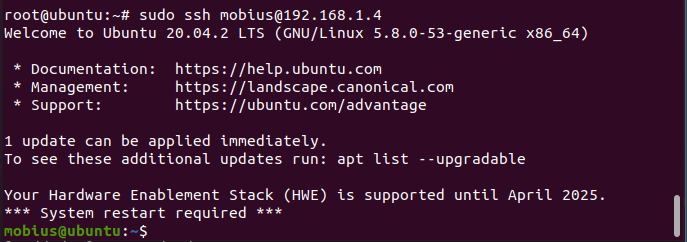 root@ubuntu:~# sudo ssh mobius@192.168.1.4
Welcome to Ubuntu 20.04.2 LTS (GNU/Linux 5.8.0-53-generic x86_64)
* Documentation:  https://help.ubuntu.com
* Management:     https://landscape.canonical.com
* Support:        https://ubuntu.com/advantage
1 update can be applied immediately.
To see these additional updates run: apt list --upgradable
Your Hardware Enablement Stack (HWE) is supported until April 2025.
*** System restart required ***
mobius@ubuntu:~$